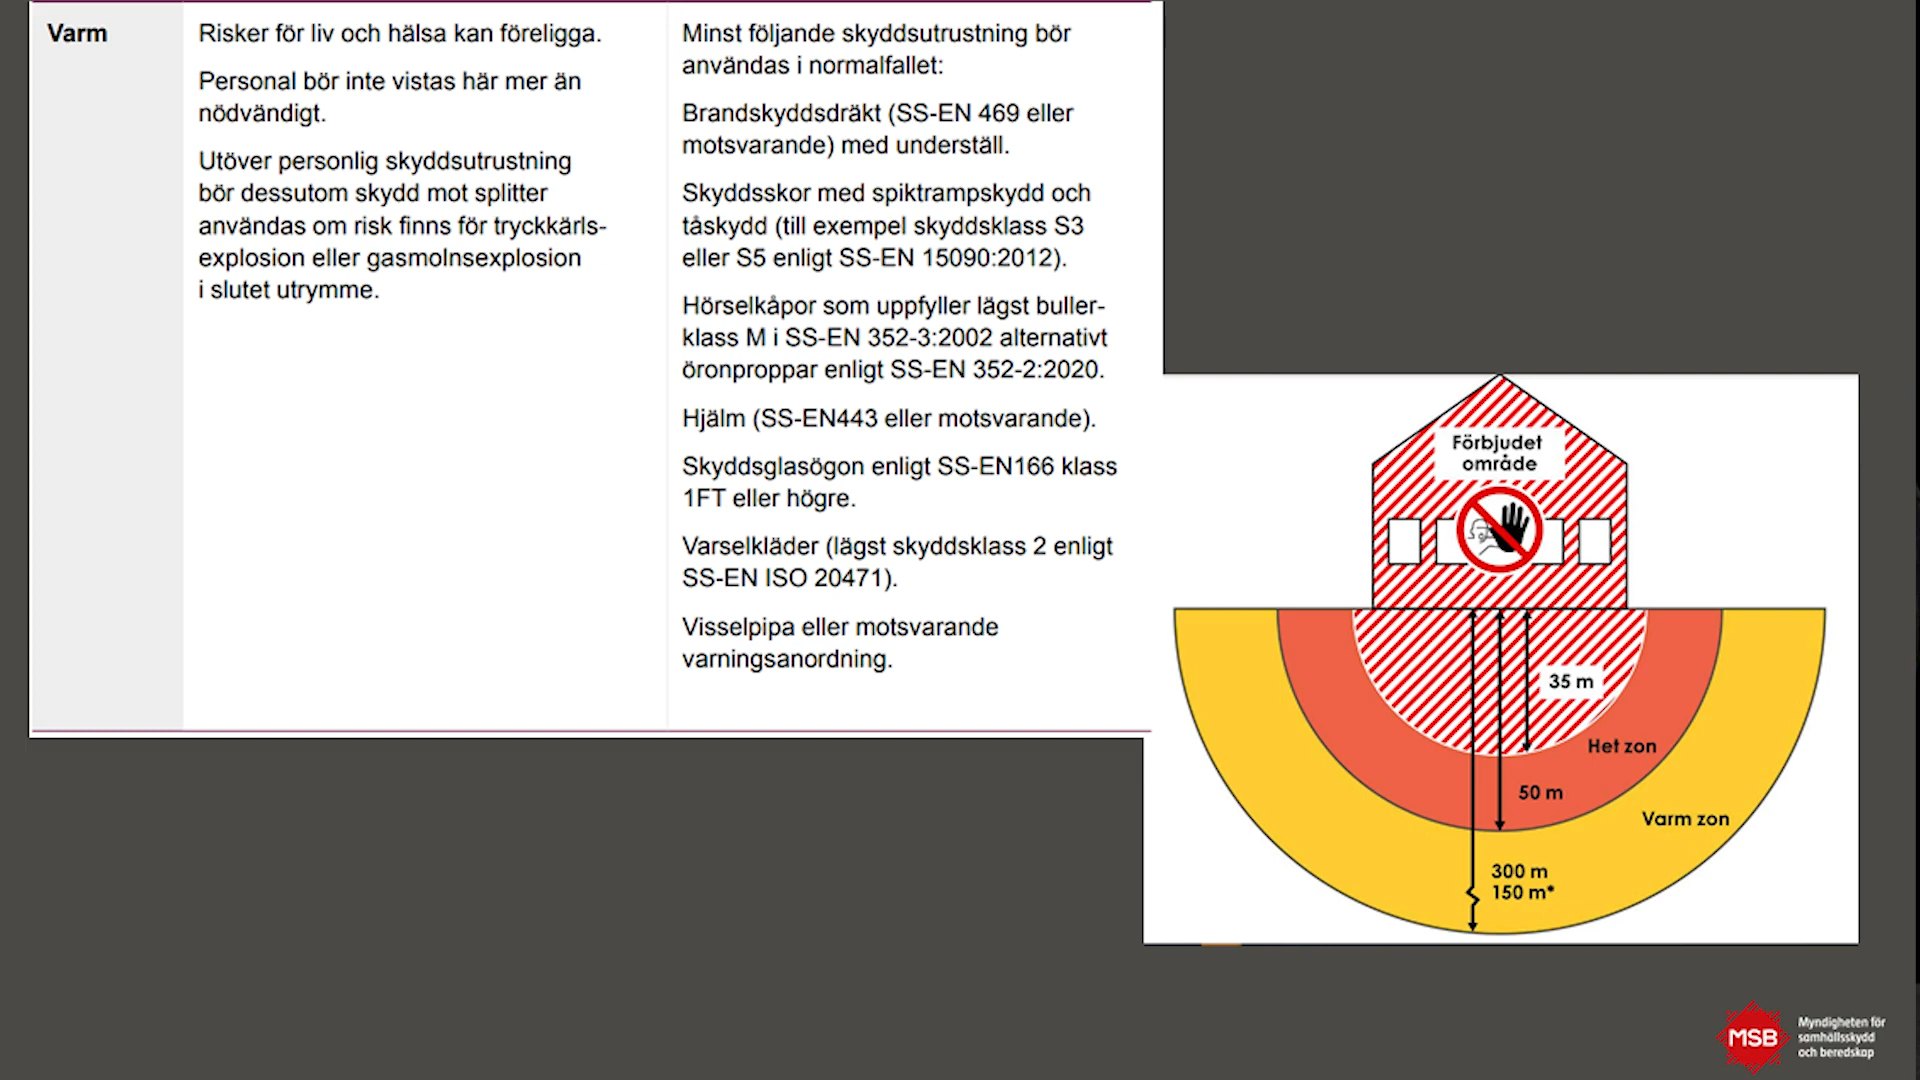 Varm
Risker för liv och hälsa kan föreligga.
Personal bör inte vistas här mer än
nödvändigt.
Utöver personlig skyddsutrustning
bör dessutom skydd mot splitter
användas om risk finns för tryckkärls-
explosion eller gasmolnsexplosion
i slutet utrymme.
Minst följande skyddsutrustning bör
användas i normalfallet:
Brandskyddsdräkt (SS-EN 469 eller
motsvarande) med underställ.
Skyddsskor med spiktrampskydd och
tåskydd (till exempel skyddsklass S3
eller S5 enligt SS-EN 15090:2012).
Hörselkåpor som uppfyller lägst buller-
klass M i SS-EN 352-3:2002 alternativt
öronproppar enligt SS-EN 352-2:2020.
Hjälm (SS-EN443 eller motsvarande).
Skyddsglasögon enligt SS-EN166 klass
1FT eller högre.
Varselkläder (lägst skyddsklass 2 enligt
SS-EN ISO 20471).
Visselpipa eller motsvarande
varningsanordning.
Förbjudet
område
35 m
Het zon
50 m
Varm zon
300 m
150 m*
MSB
Myndigheten för
samhällsskydd
och beredskap